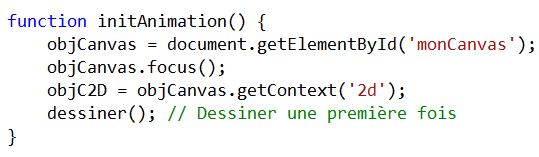 function initAnimation() {
    objCanvas = document.getElementById('monCanvas');
    objCanvas.focus();
    objC2D = objCanvas.getContext('2d');
    dessiner(); // Dessiner une première fois
}